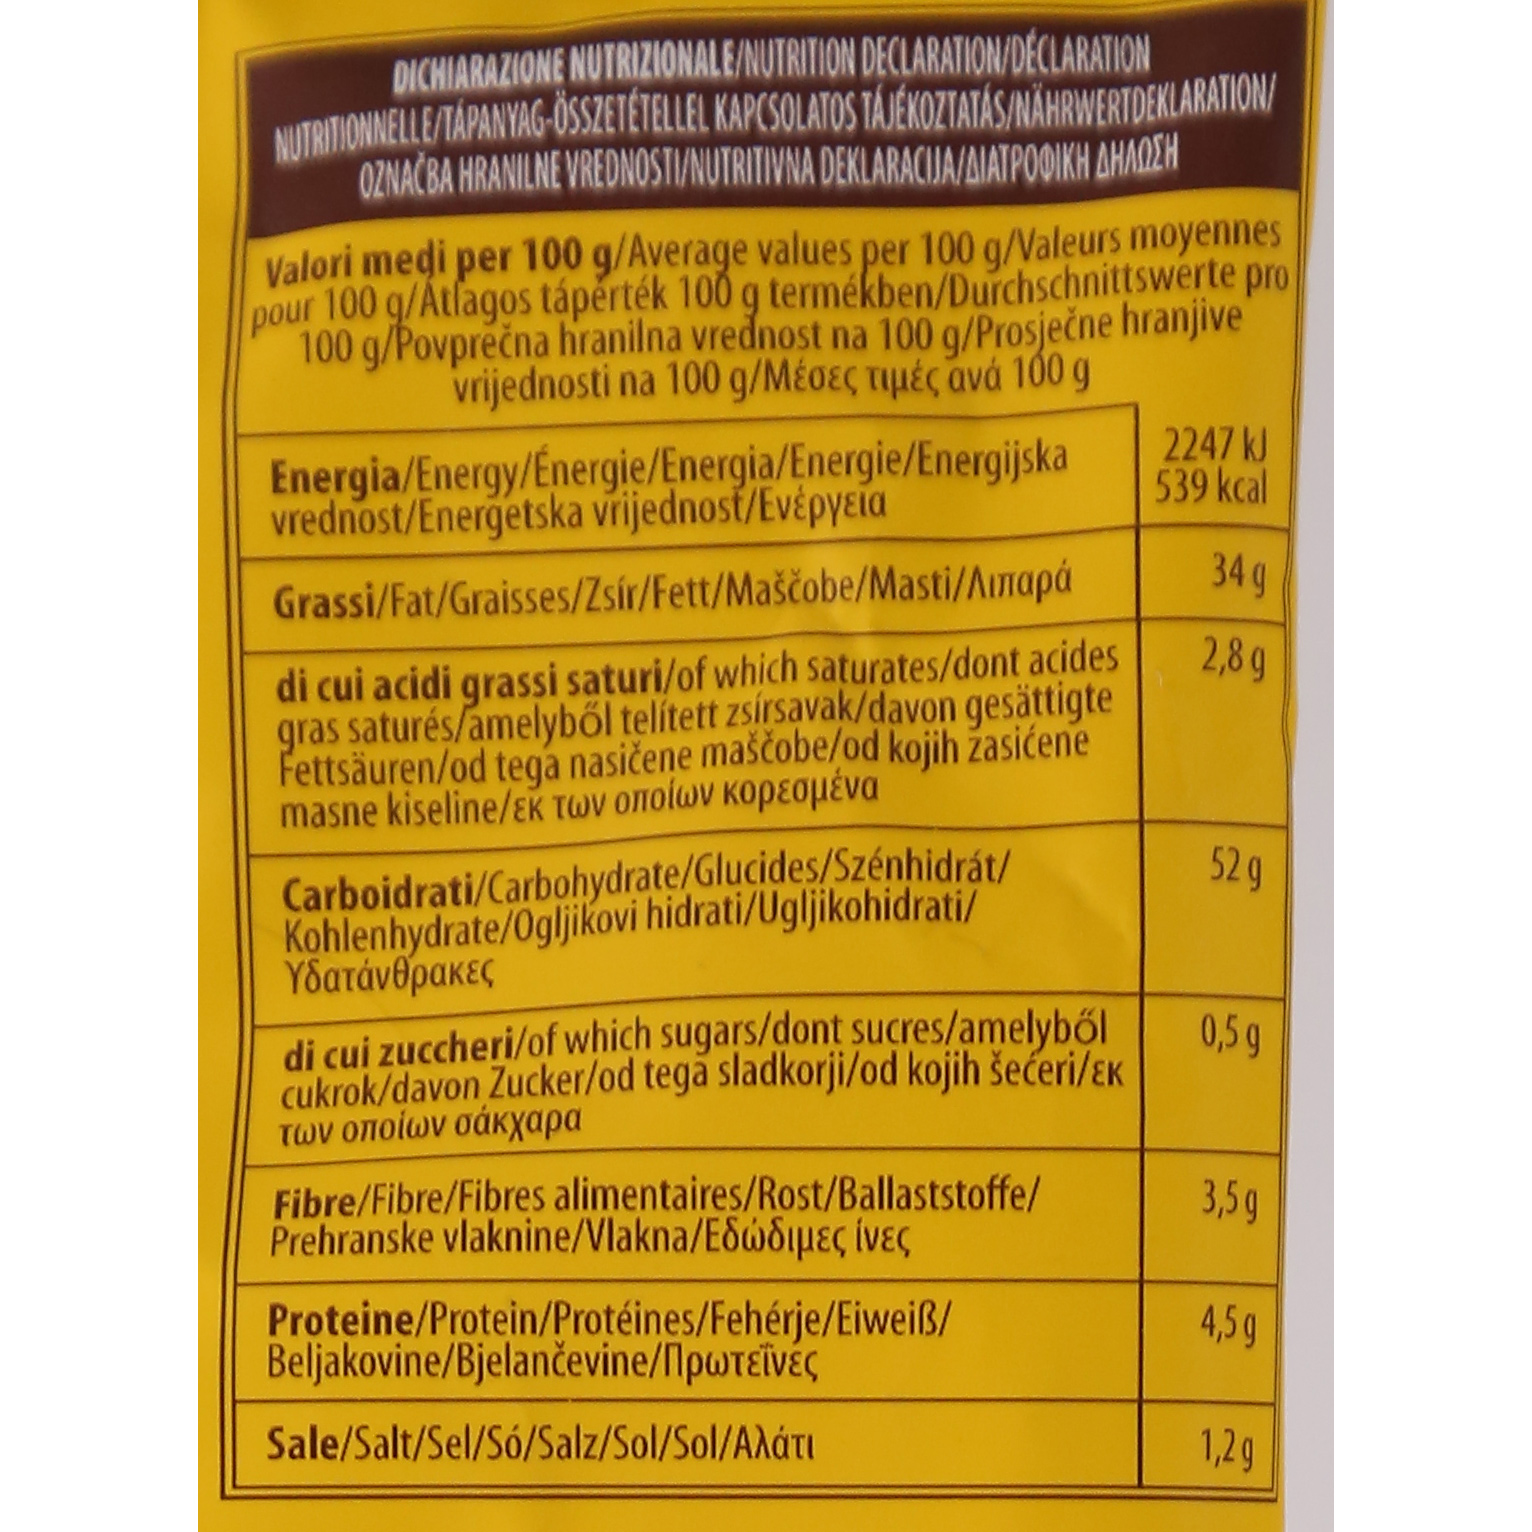 DICHIARAZIONE NUTRIZIONALE/NUTRITION DECLARATION/DÉCLARATION
NUTRITIONNELLE/TÁPANYAG-ÖSSZETÉTELLEL KAPCSOLATOS TÁJÉKOZTATÁS/NÄHRWERTDEKLARATION/
OZNAČBA HRANILNE VREDNOSTI/NUTRITIVNA DEKLARACIJA/ΔΙΑΤΡΟΦΙΚΗ ΔΗΛΩΣΗ
Valori medi per 100 g/Average values per 100 g/Valeurs moyennes
pour 100 g/Átlagos tápérték 100 g termékben/Durchschnittswerte pro
100 g/Povprečna hranilna vrednost na 100 g/Prosječne hranjive
vrijednosti na 100 g/Μέσες τιμές ανά 100 g
Energia/Energy/Énergie/Energia/Energie/Energijska
vrednost/Energetska vrijednost/Ενέργεια
2247 kJ
539 kcal
Grassi/Fat/Graisses/Zsír/Fett/Maščobe/Masti/Λιπαρά
34 g
di cui acidi grassi saturi/of which saturates/dont acides
gras saturés/amelyből telített zsírsavak/davon gesättigte
Fettsäuren/od tega nasičene maščobe/od kojih zasićene
masne kiseline/εκ των οποίων κορεσμένα
2,8 g
Carboidrati/Carbohydrate/Glucides/Szénhidrát/
Kohlenhydrate/Ogljikovi hidrati/Ugljikohidrati/
Υδατάνθρακες
52 g
di cui zuccheri/of which sugars/dont sucres/amelyből
cukrok/davon Zucker/od tega sladkorji/od kojih šećeri/εκ
των οποίων σάκχαρα
0,5 g
Fibre/Fibre/Fibres alimentaires/Rost/Ballaststoffe/
Prehranske vlaknine/Vlakna/Εδώδιμες ίνες
3,5 g
Proteine/Protein/Protéines/Fehérje/Eiweiß/
Beljakovine/Bjelančevine/Πρωτεΐνες
4,5 g
Sale/Salt/Sel/Só/Salz/Sol/Sol/Αλάτι
1,2 g